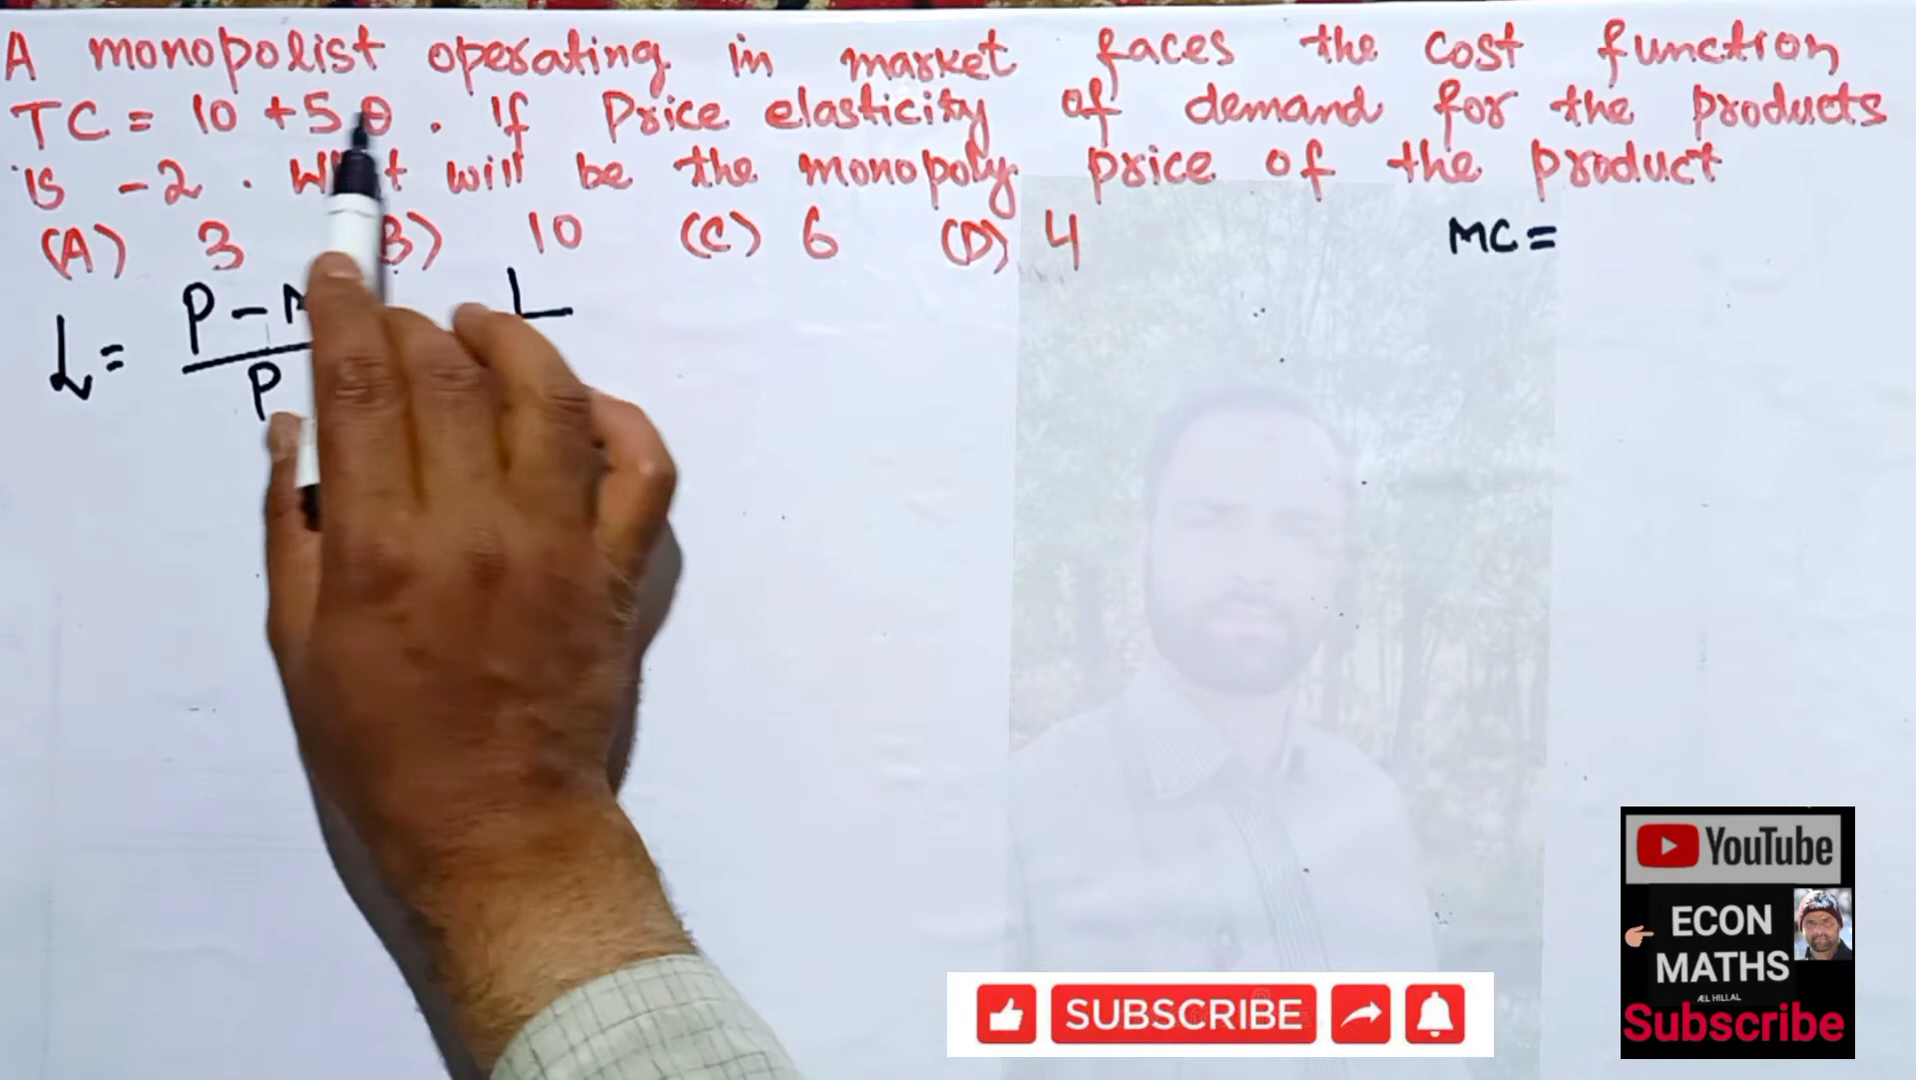 A monopolist operating in market faces the cost function
TC = 10 + 5Q. If Price elasticity of demand for the products
is -2. will be the monopoly price of the product
(A) 3 B) 10 (C) 6 (D) 4
MC =
L = P -
P
YouTube
ECON
MATHS
ÆL HILLAL
Subscribe
SUBSCRIBE